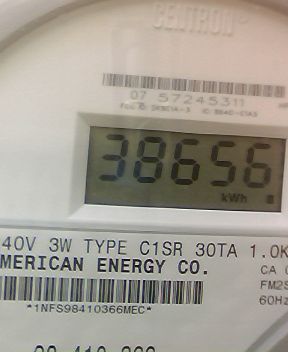 CENTRON®
07 57245311
38656
kWh
40V 3W TYPE C1SR 30TA 1.0K
MERICAN ENERGY CO.
CA
FM2S
60Hz
*1NFS98410366MEC*